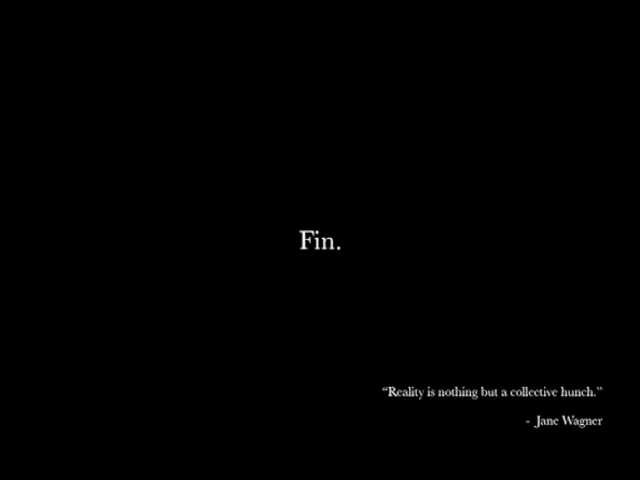 Fin.
“Reality is nothing but a collective hunch.”
- Jane Wagner